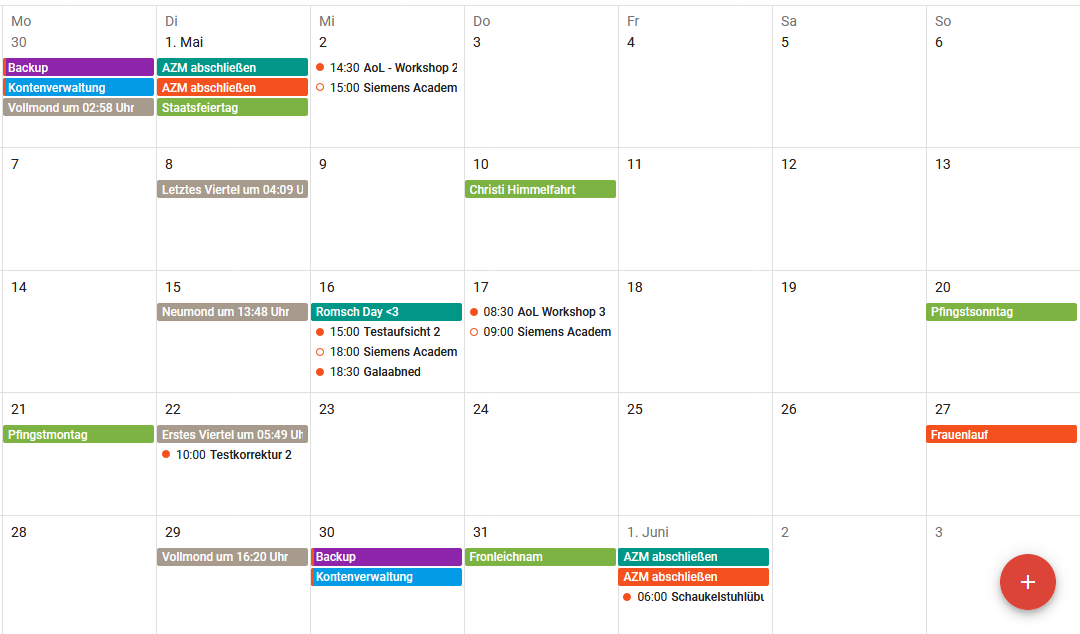 Mo Di Mi Do Fr Sa So
30 1. Mai 2 3 4 5 6
Backup AZM abschließen 14:30 AoL - Workshop 2
Kontenverwaltung AZM abschließen 15:00 Siemens Academ
Vollmond um 02:58 Uhr Staatsfeiertag
7 8 9 10 11 12 13
Letztes Viertel um 04:09 U Christi Himmelfahrt
14 15 16 17 18 19 20
Neumond um 13:48 Uhr Romsch Day <3 08:30 AoL Workshop 3 Pfingstsonntag
15:00 Testaufsicht 2 09:00 Siemens Academ
18:00 Siemens Academ
18:30 Galaabned
21 22 23 24 25 26 27
Pfingstmontag Erstes Viertel um 05:49 Uh Frauenlauf
10:00 Testkorrektur 2
28 29 30 31 1. Juni 2 3
Vollmond um 16:20 Uhr Backup Fronleichnam AZM abschließen
Kontenverwaltung AZM abschließen
06:00 Schaukelstuhlübu